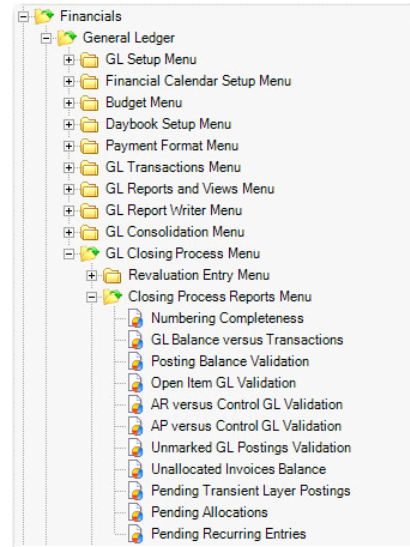 Financials
General Ledger
GL Setup Menu
Financial Calendar Setup Menu
Budget Menu
Daybook Setup Menu
Payment Format Menu
GL Transactions Menu
GL Reports and Views Menu
GL Report Writer Menu
GL Consolidation Menu
GL Closing Process Menu
Revaluation Entry Menu
Closing Process Reports Menu
Numbering Completeness
GL Balance versus Transactions
Posting Balance Validation
Open Item GL Validation
AR versus Control GL Validation
AP versus Control GL Validation
Unmarked GL Postings Validation
Unallocated Invoices Balance
Pending Transient Layer Postings
Pending Allocations
Pending Recurring Entries